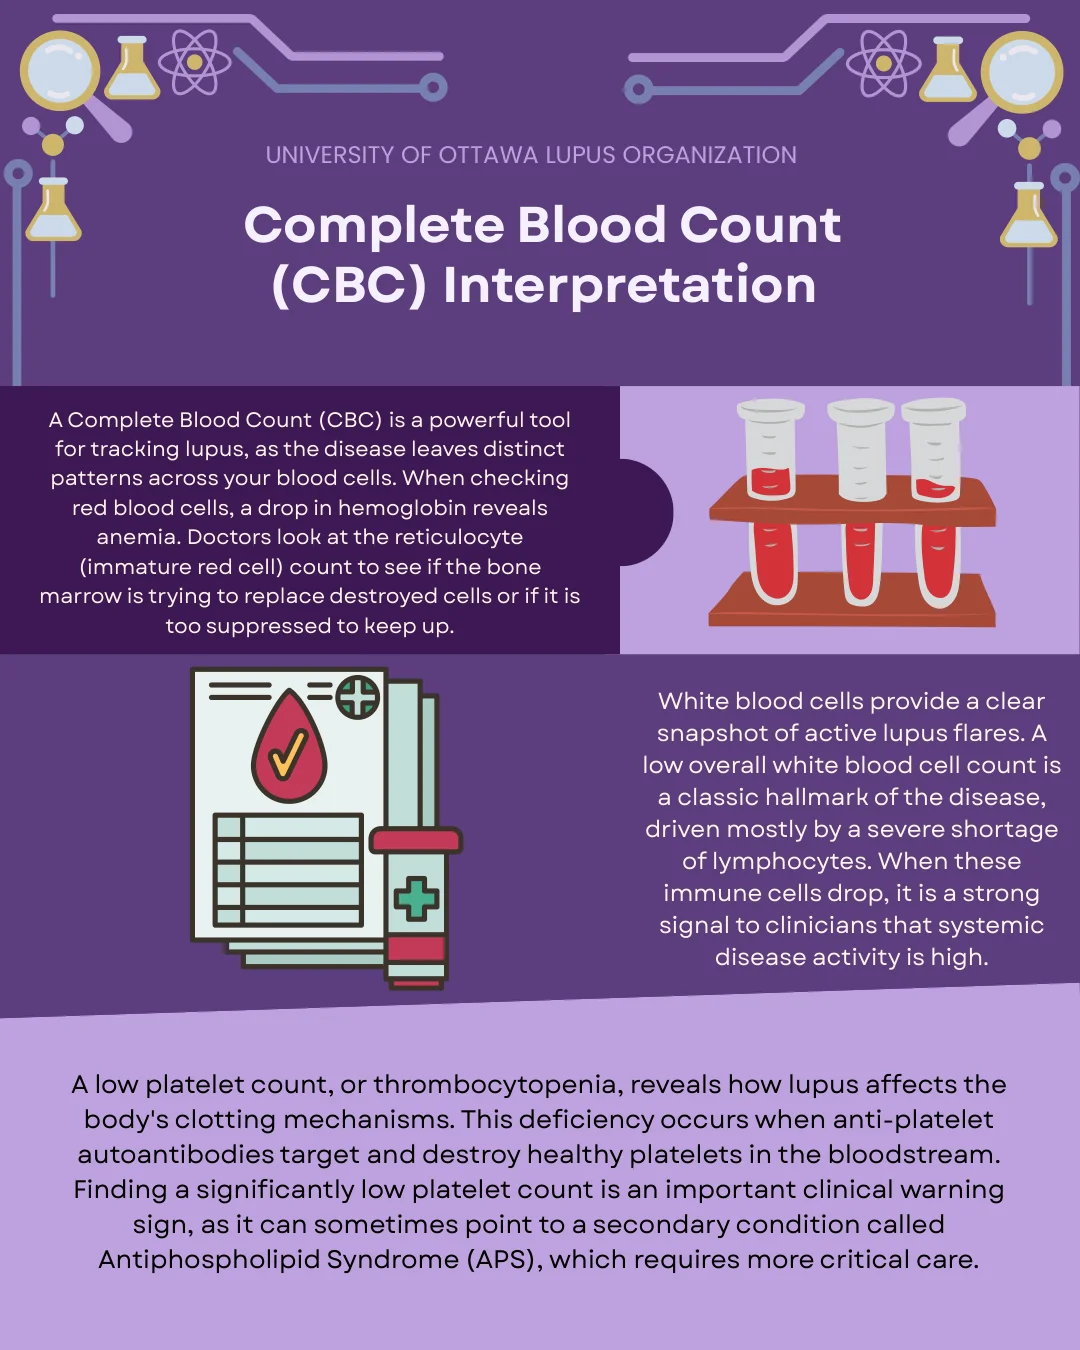 UNIVERSITY OF OTTAWA LUPUS ORGANIZATION
Complete Blood Count
(CBC) Interpretation
A Complete Blood Count (CBC) is a powerful tool
for tracking lupus, as the disease leaves distinct
patterns across your blood cells. When checking
red blood cells, a drop in hemoglobin reveals
anemia. Doctors look at the reticulocyte
(immature red cell) count to see if the bone
marrow is trying to replace destroyed cells or if it is
too suppressed to keep up.
White blood cells provide a clear
snapshot of active lupus flares. A
low overall white blood cell count is
a classic hallmark of the disease,
driven mostly by a severe shortage
of lymphocytes. When these
immune cells drop, it is a strong
signal to clinicians that systemic
disease activity is high.
A low platelet count, or thrombocytopenia, reveals how lupus affects the
body's clotting mechanisms. This deficiency occurs when anti-platelet
autoantibodies target and destroy healthy platelets in the bloodstream.
Finding a significantly low platelet count is an important clinical warning
sign, as it can sometimes point to a secondary condition called
Antiphospholipid Syndrome (APS), which requires more critical care.